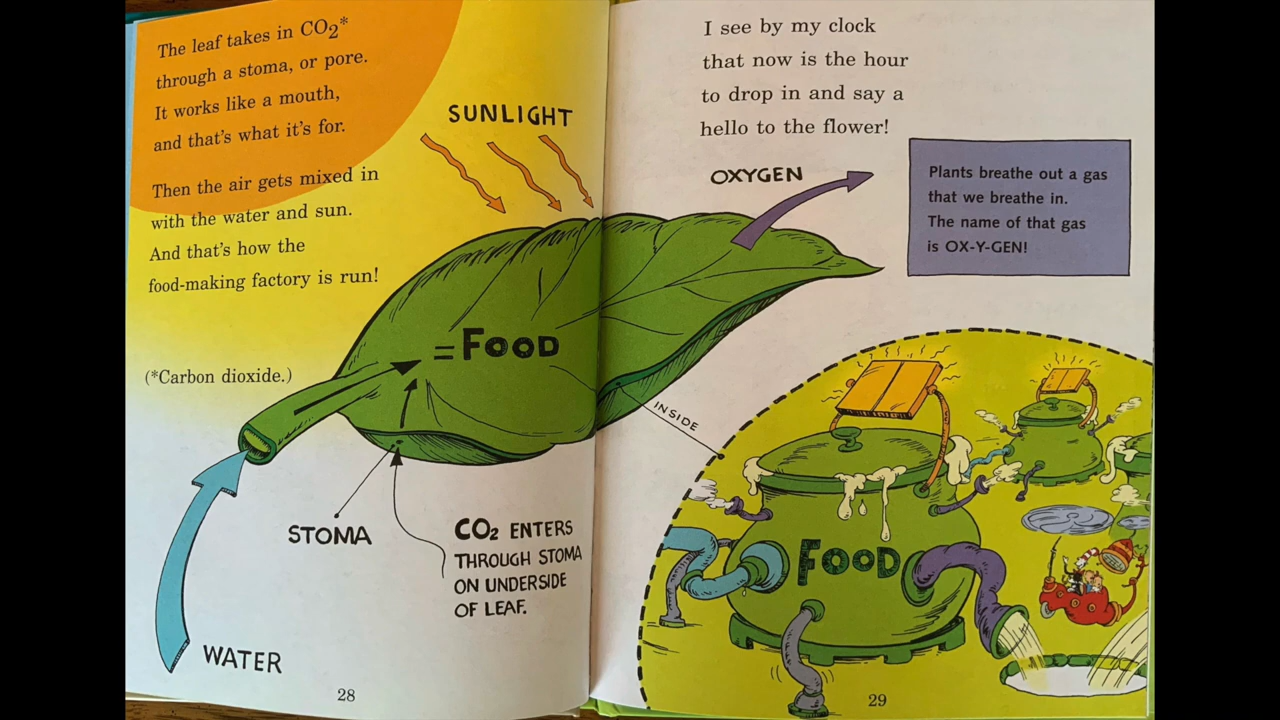 The leaf takes in CO2*
through a stoma, or pore.
It works like a mouth,
and that's what it's for.
Then the air gets mixed in
with the water and sun.
And that's how the
food-making factory is run!
(*Carbon dioxide.)
SUNLIGHT
= FOOD
STOMA
CO2 ENTERS
THROUGH STOMA
ON UNDERSIDE
OF LEAF.
WATER
28
I see by my clock
that now is the hour
to drop in and say a
hello to the flower!
OXYGEN
Plants breathe out a gas
that we breathe in.
The name of that gas
is OX-Y-GEN!
INSIDE
FOOD
29